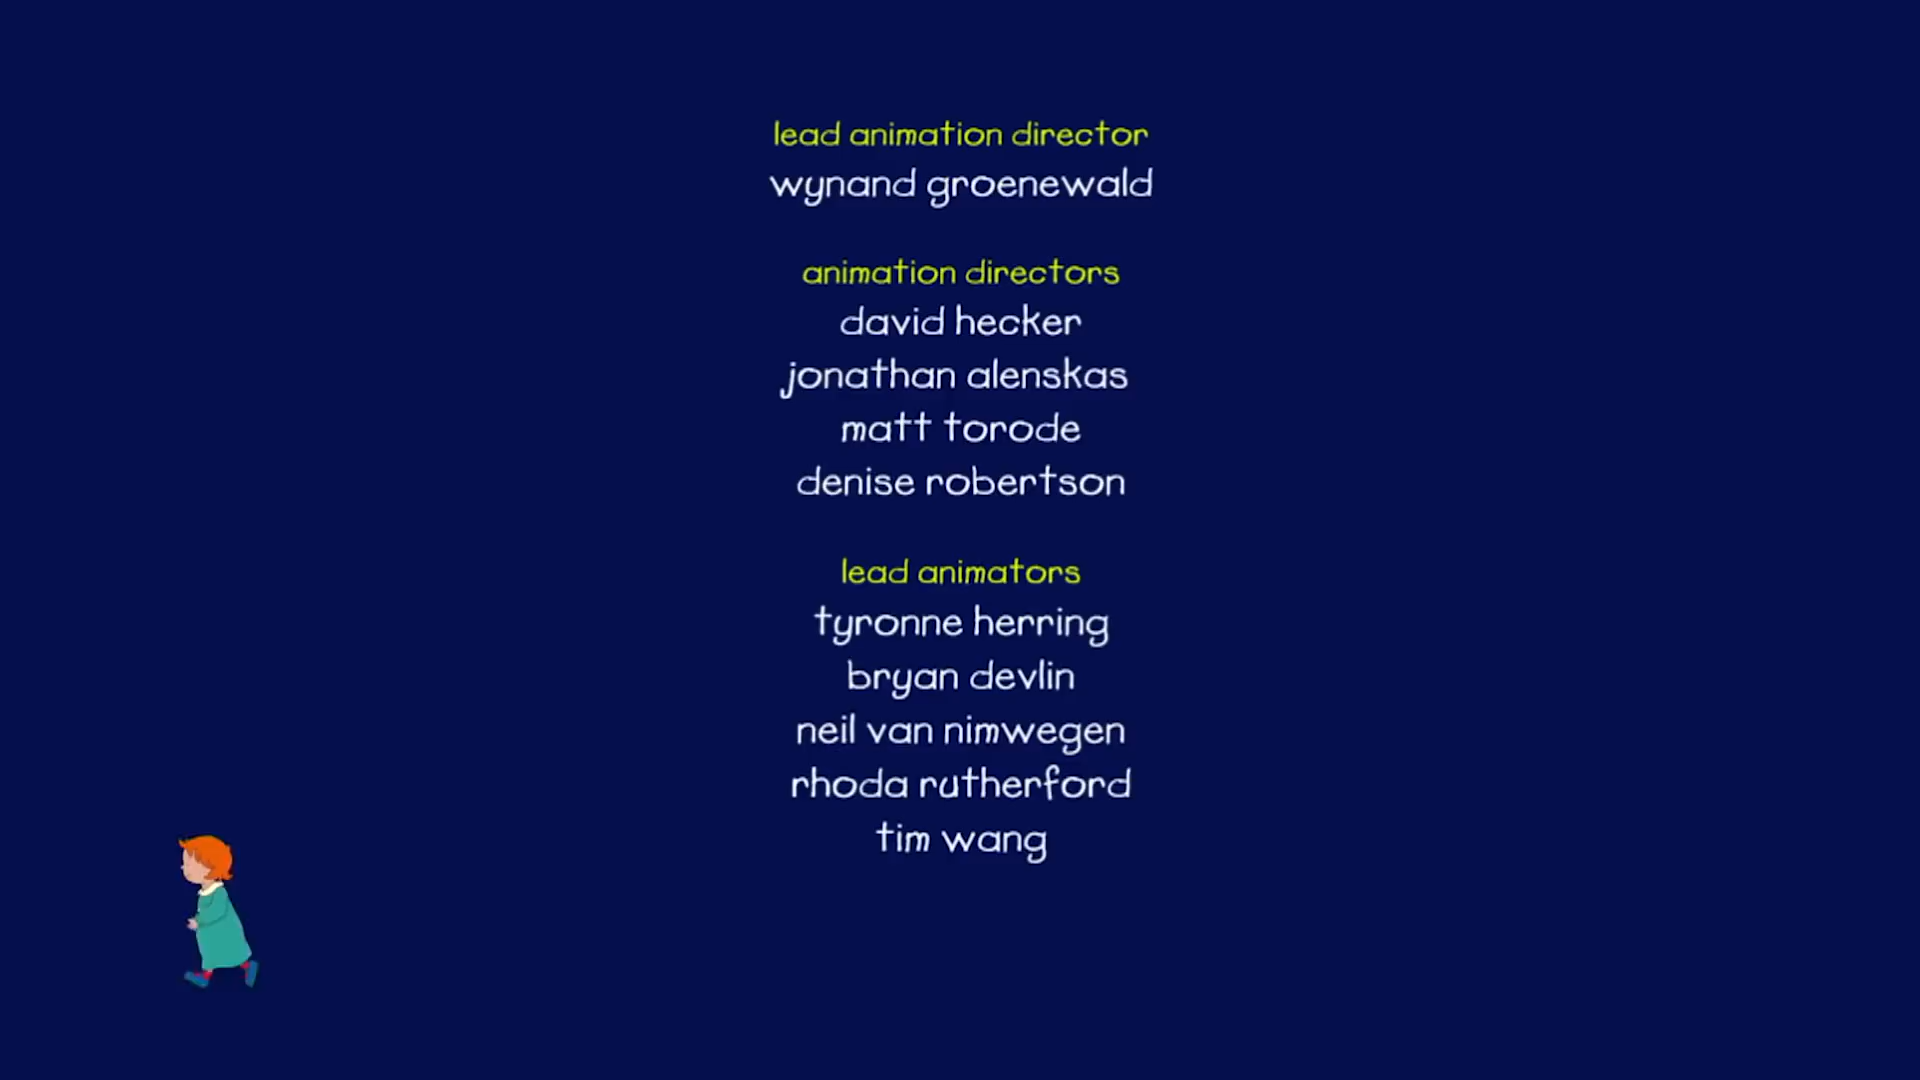 lead animation director
wynand groenewald
animation directors
david hecker
jonathan alenskas
matt torode
denise robertson
lead animators
tyronne herring
bryan devlin
neil van nimwegen
rhoda rutherford
tim wang